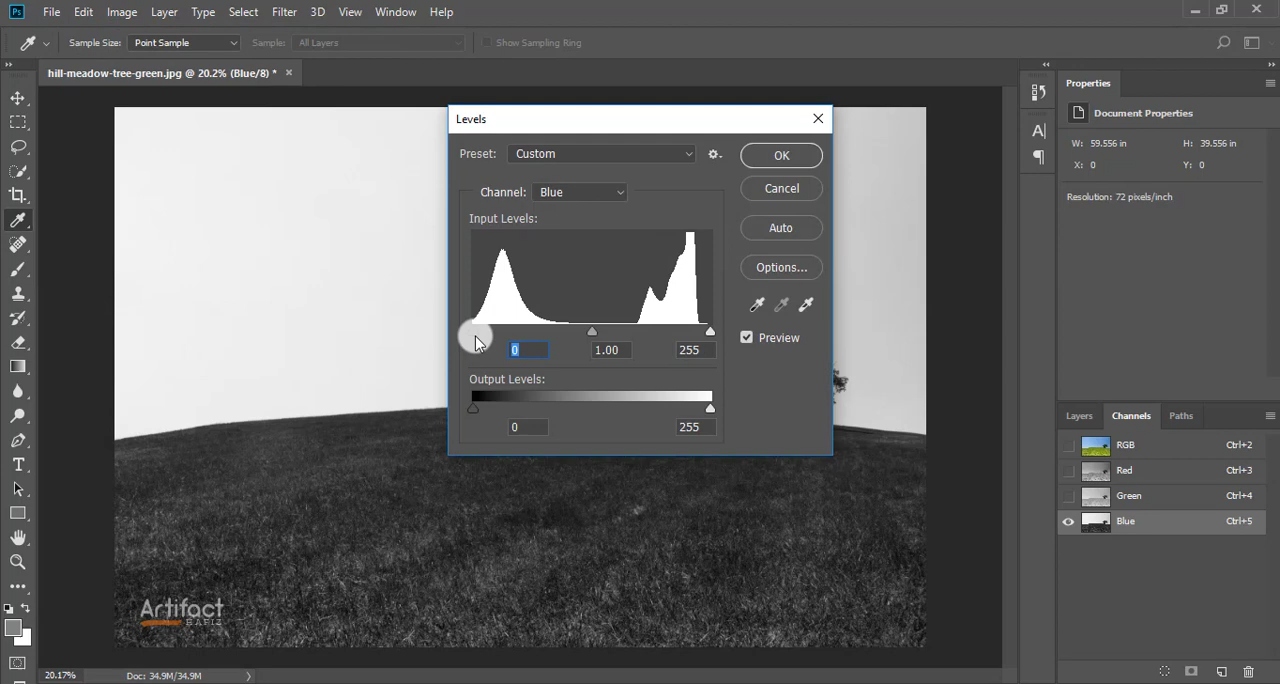 Ps File Edit Image Layer Type Select Filter 3D View Window Help
Sample Size: Point Sample Sample: All Layers Show Sampling Ring
hill-meadow-tree-green.jpg @ 20.2% (Blue/8) * ×
Levels
Preset: Custom
OK
Channel: Blue
Cancel
Input Levels:
Auto
Options...
Preview
0 1.00 255
Output Levels:
0 255
Properties
Document Properties
W: 59.556 in H: 39.556 in
X: 0 Y: 0
Resolution: 72 pixels/inch
Layers Channels Paths
RGB Ctrl+2
Red Ctrl+3
Green Ctrl+4
Blue Ctrl+5
Artifact
RAFIZ
20.17% Doc: 34.9M/34.9M